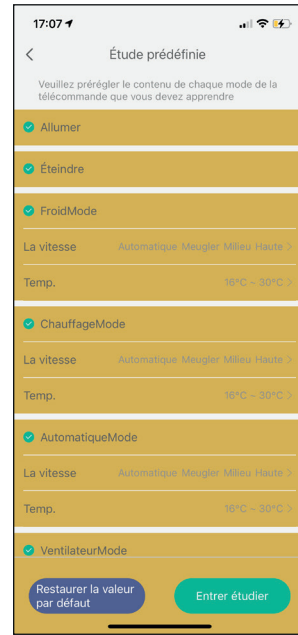 17:07
Étude prédéfinie
Veuillez prérégler le contenu de chaque mode de la
télécommande que vous devez apprendre
Allumer
Éteindre
FroidMode
La vitesse Automatique Meugler Milieu Haute >
Temp. 16°C ~ 30°C >
ChauffageMode
La vitesse Automatique Meugler Milieu Haute >
Temp. 16°C ~ 30°C >
AutomatiqueMode
La vitesse Automatique Meugler Milieu Haute >
Temp. 16°C ~ 30°C >
VentilateurMode
Restaurer la valeur
par défaut
Entrer étudier